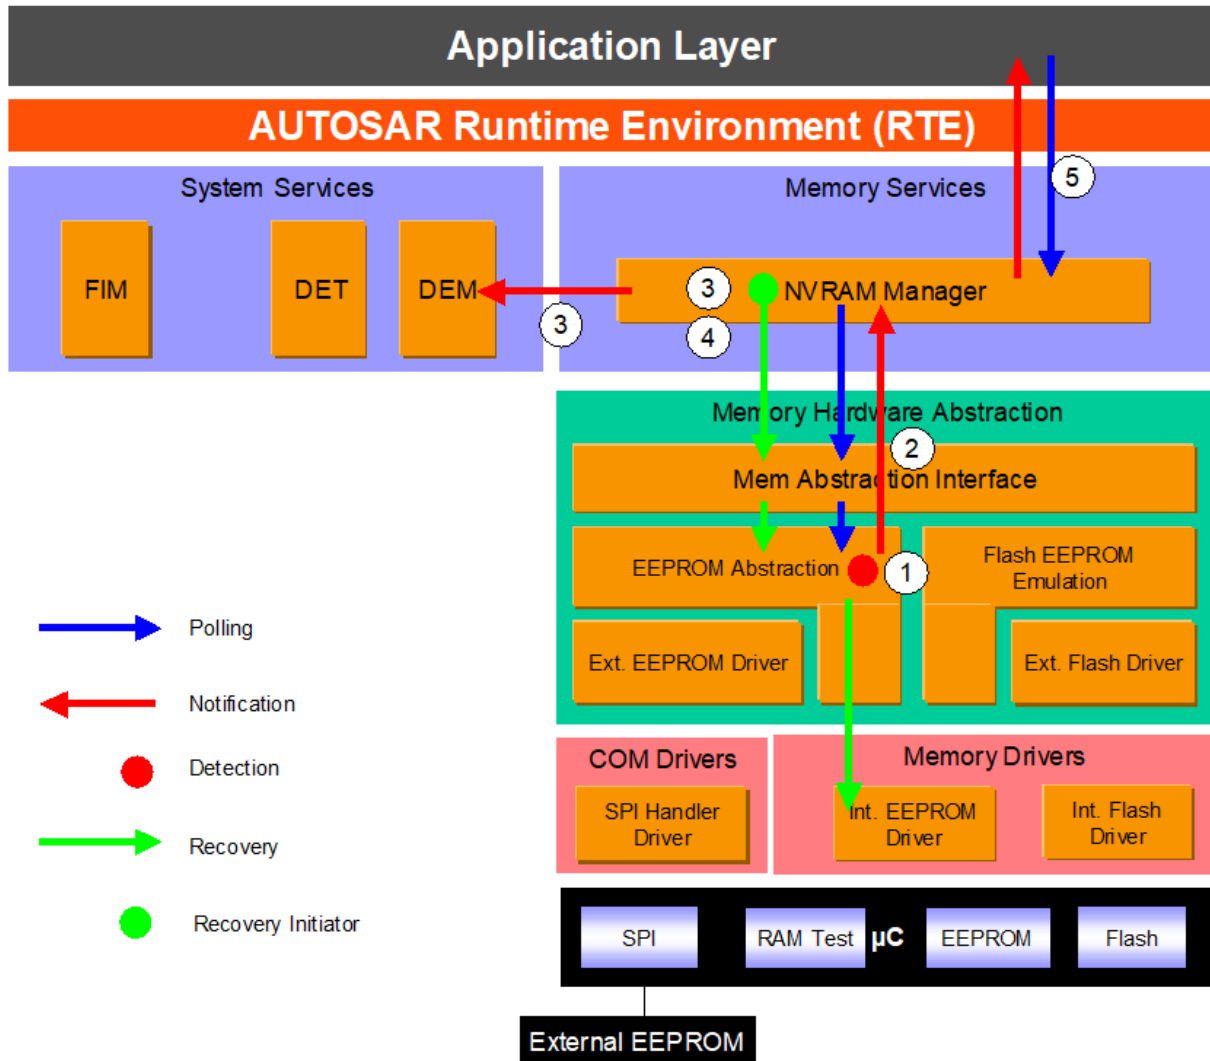 Application Layer
AUTOSAR Runtime Environment (RTE)
System Services
Memory Services
5
FIM
DET
DEM
3
3
NVRAM Manager
4
Memory Hardware Abstraction
2
Mem Abstraction Interface
EEPROM Abstraction
1
Flash EEPROM
Emulation
Ext. EEPROM Driver
Ext. Flash Driver
Polling
Notification
Detection
Recovery
Recovery Initiator
COM Drivers
Memory Drivers
SPI Handler
Driver
Int. EEPROM
Driver
Int. Flash
Driver
SPI
RAM Test
µC
EEPROM
Flash
External EEPROM